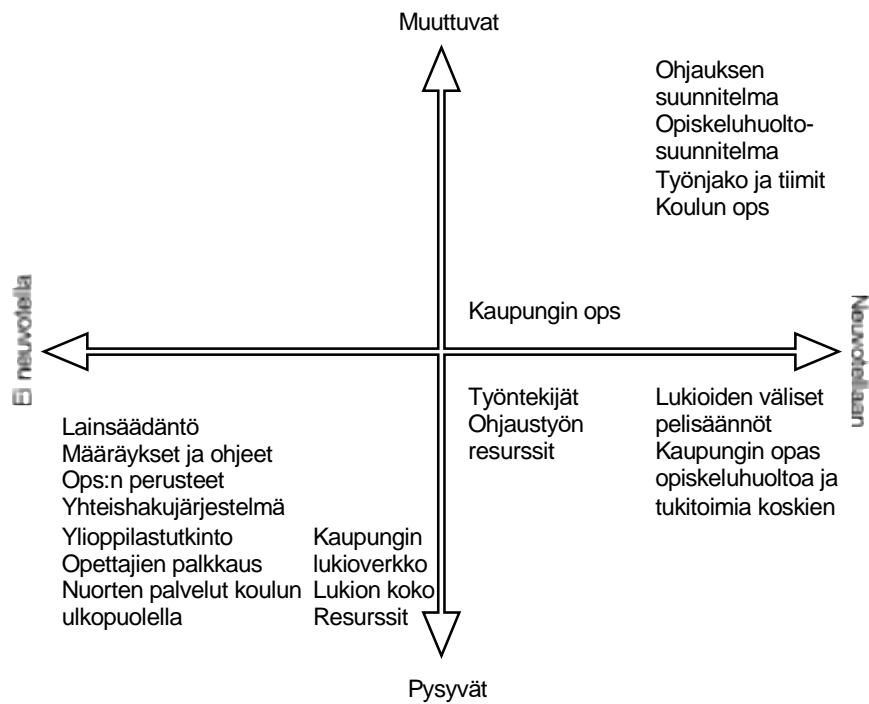 Muuttuvat
Ohjauksen
suunnitelma
Opiskeluhuolto-
suunnitelma
Työnjako ja tiimit
Koulun ops
Ei neuvotella
Kaupungin ops
Neuvotellaan
Lainsäädäntö
Määräykset ja ohjeet
Ops:n perusteet
Yhteishakujärjestelmä
Ylioppilastutkinto
Opettajien palkkaus
Nuorten palvelut koulun
ulkopuolella
Kaupungin
lukioverkko
Lukion koko
Resurssit
Työntekijät
Ohjaustyön
resurssit
Lukioiden väliset
pelisäännöt
Kaupungin opas
opiskeluhuoltoa ja
tukitoimia koskien
Pysyvät